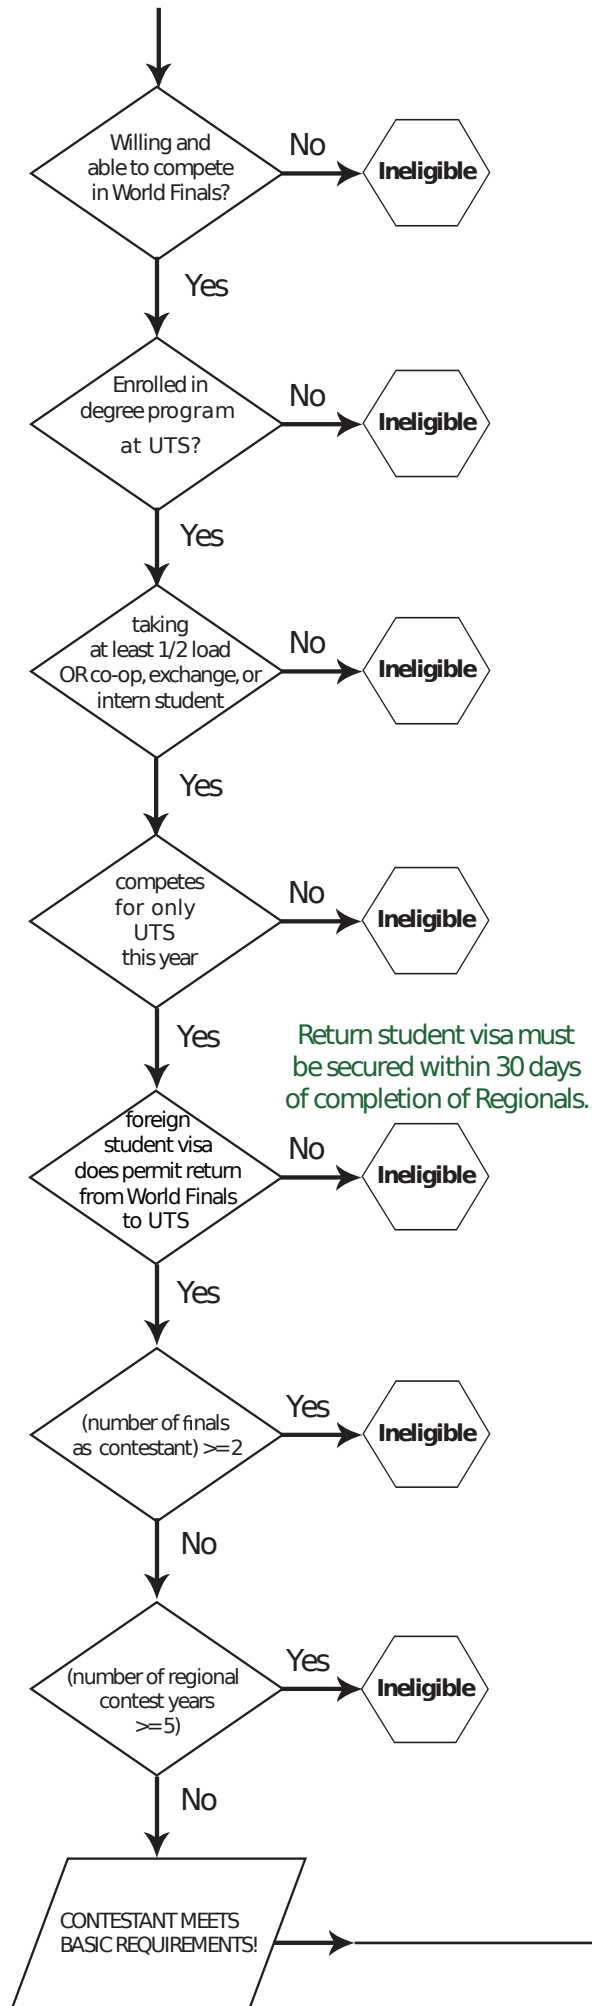 Willing and
able to compete
in World Finals?
No
Ineligible
Yes
Enrolled in
degree program
at UTS?
No
Ineligible
Yes
taking
at least 1/2 load
OR co-op, exchange, or
intern student
No
Ineligible
Yes
competes
for only
UTS
this year
No
Ineligible
Yes
Return student visa must
be secured within 30 days
of completion of Regionals.
foreign
student visa
does permit return
from World Finals
to UTS
No
Ineligible
Yes
(number of finals
as contestant) >=2
Yes
Ineligible
No
(number of regional
contest years
>=5)
Yes
Ineligible
No
CONTESTANT MEETS
BASIC REQUIREMENTS!